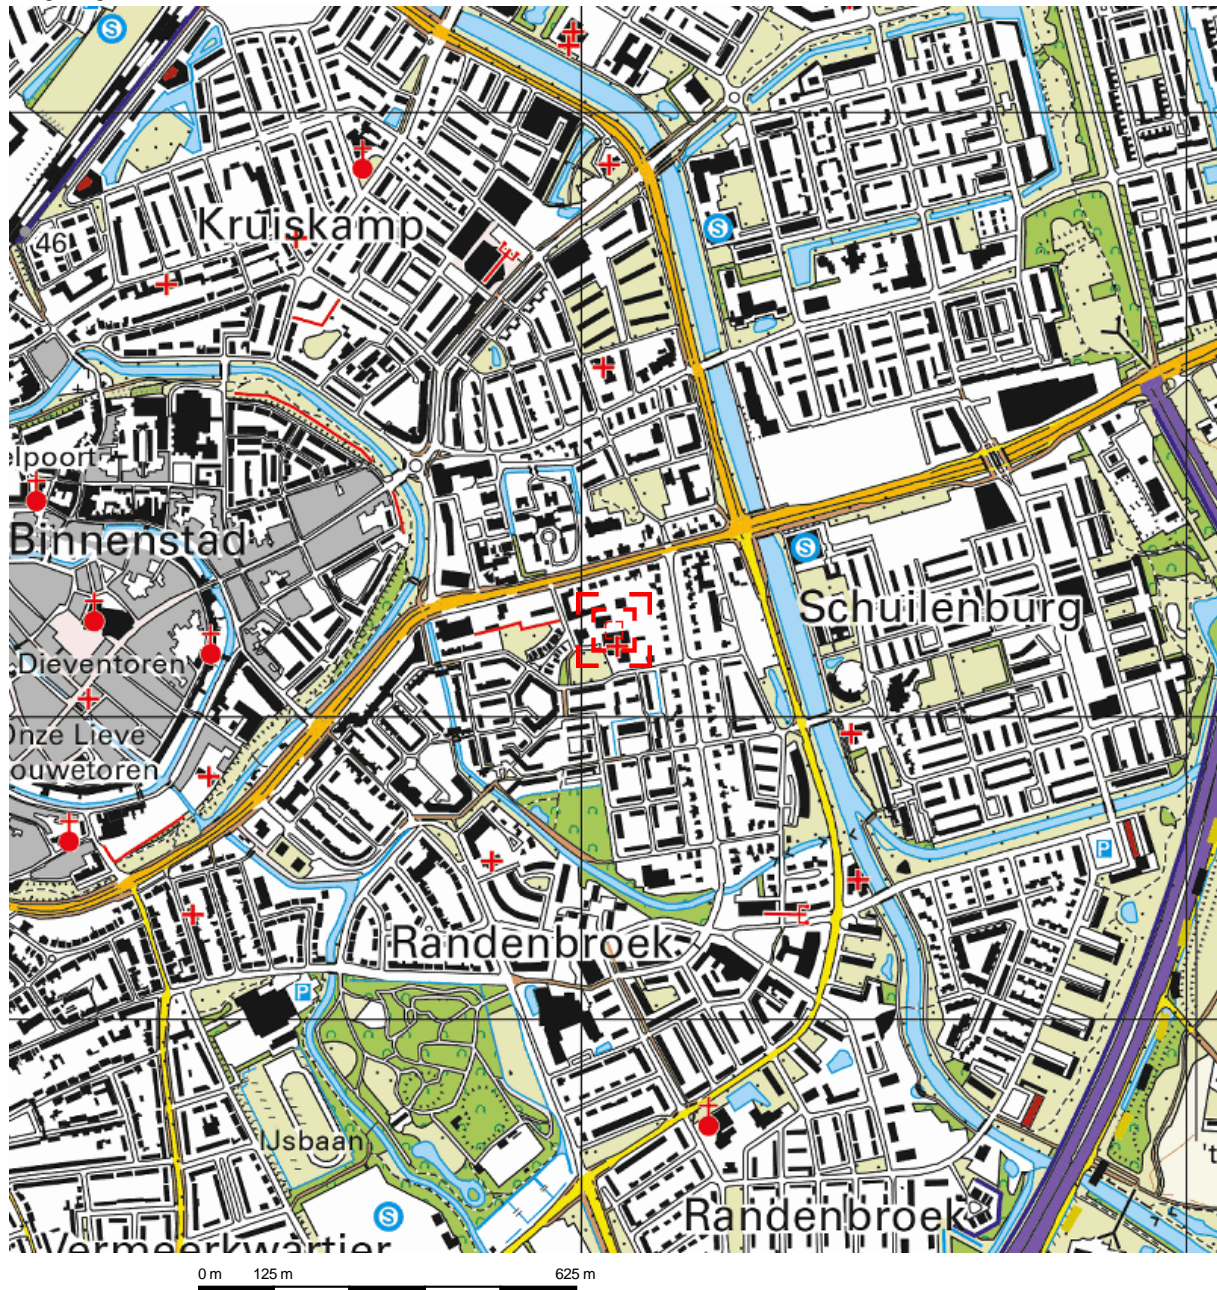 S
Kruiskamp
46
S
elpoort
Binnenstad
S
Schuilenburg
Dieventoren
Onze Lieve
ouwetoren
P
Randenbroek
P
IJsbaan
't
S
Randenbroek
Vermeerkwartier
0 m 125 m 625 m